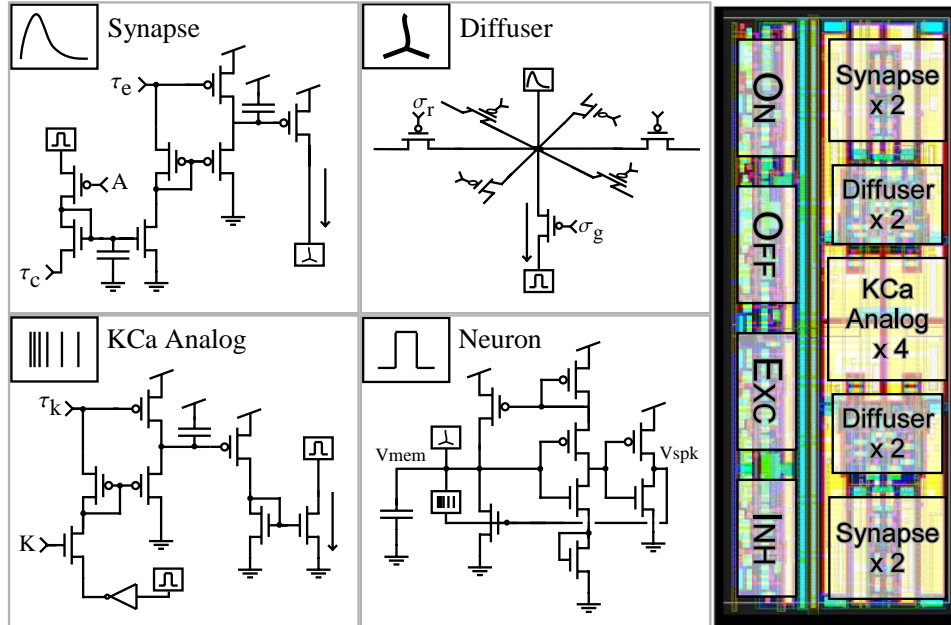 Synapse
τe
A
τc
Diffuser
σr
σg
KCa Analog
τk
K
Neuron
Vmem
Vspk
ON
OFF
EXC
INH
Synapse
x 2
Diffuser
x 2
KCa
Analog
x 4
Diffuser
x 2
Synapse
x 2